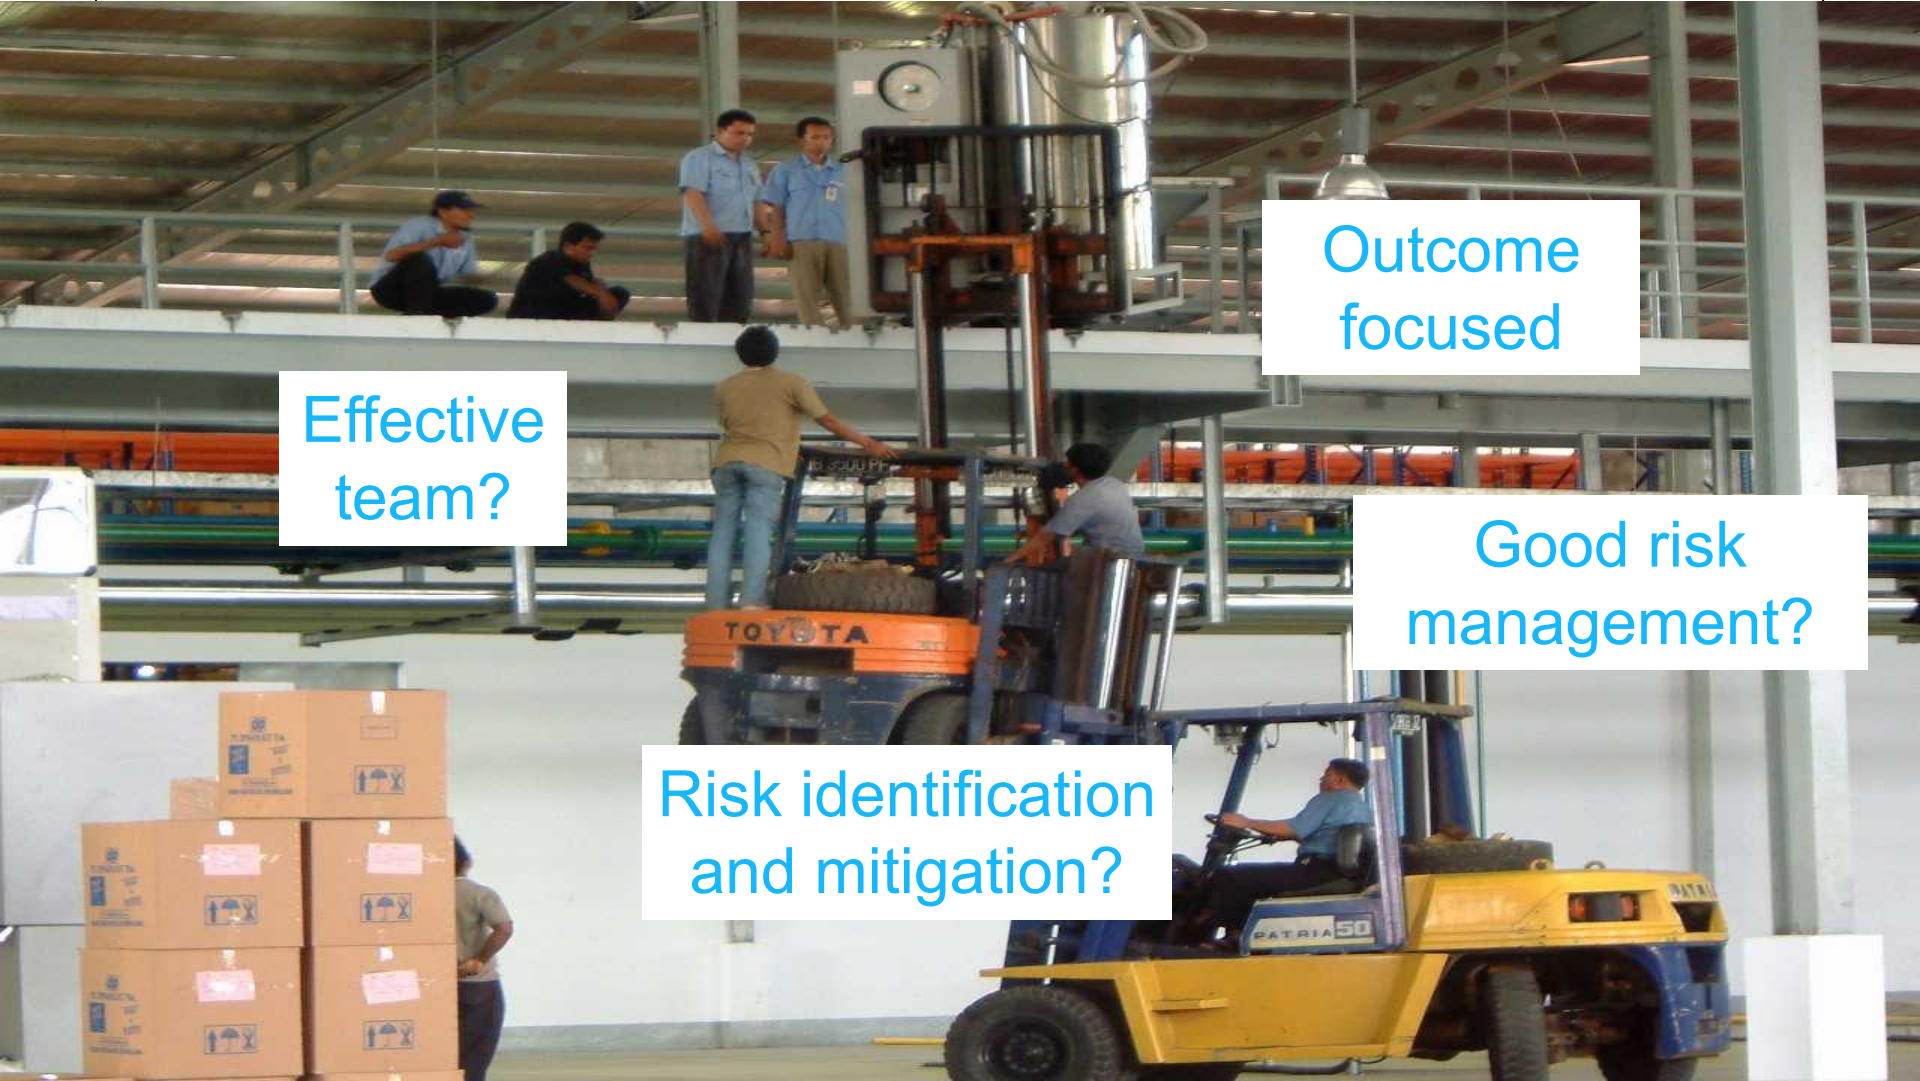 Outcome
focused
Effective
team?
Good risk
management?
TOYOTA
Risk identification
and mitigation?
PATRIA 50